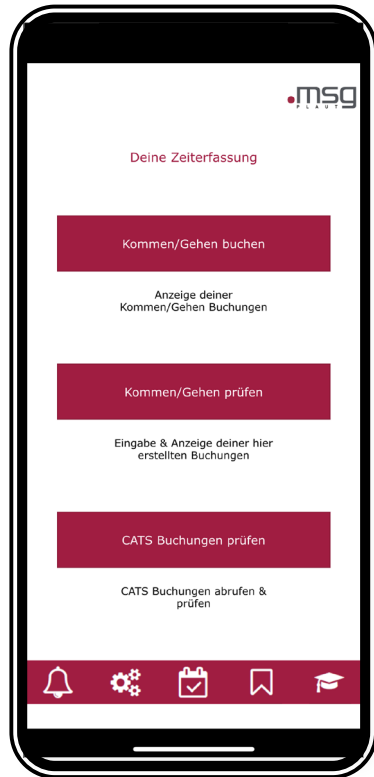 .msg
PLAUT
Deine Zeiterfassung
Kommen/Gehen buchen
Anzeige deiner
Kommen/Gehen Buchungen
Kommen/Gehen prüfen
Eingabe & Anzeige deiner hier
erstellten Buchungen
CATS Buchungen prüfen
CATS Buchungen abrufen &
prüfen